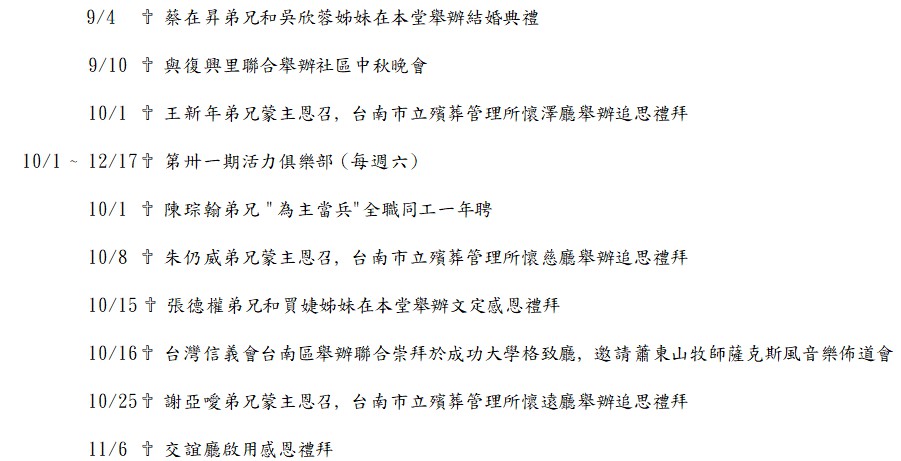 9/4 ✞ 蔡在昇弟兄和吳欣蓉姊妹在本堂舉辦結婚典禮
9/10 ✞ 與復興里聯合舉辦社區中秋晚會
10/1 ✞ 王新年弟兄蒙主恩召，台南市立殯葬管理所懷澤廳舉辦追思禮拜
10/1 ~ 12/17 ✞ 第卅一期活力俱樂部（每週六）
10/1 ✞ 陳琮翰弟兄 "為主當兵"全職同工一年聘
10/8 ✞ 朱仍威弟兄蒙主恩召，台南市立殯葬管理所懷慈廳舉辦追思禮拜
10/15 ✞ 張德權弟兄和買婕姊妹在本堂舉辦文定感恩禮拜
10/16 ✞ 台灣信義會台南區舉辦聯合崇拜於成功大學格致廳，邀請蕭東山牧師薩克斯風音樂佈道會
10/25 ✞ 謝亞噯弟兄蒙主恩召，台南市立殯葬管理所懷遠廳舉辦追思禮拜
11/6 ✞ 交誼廳啟用感恩禮拜